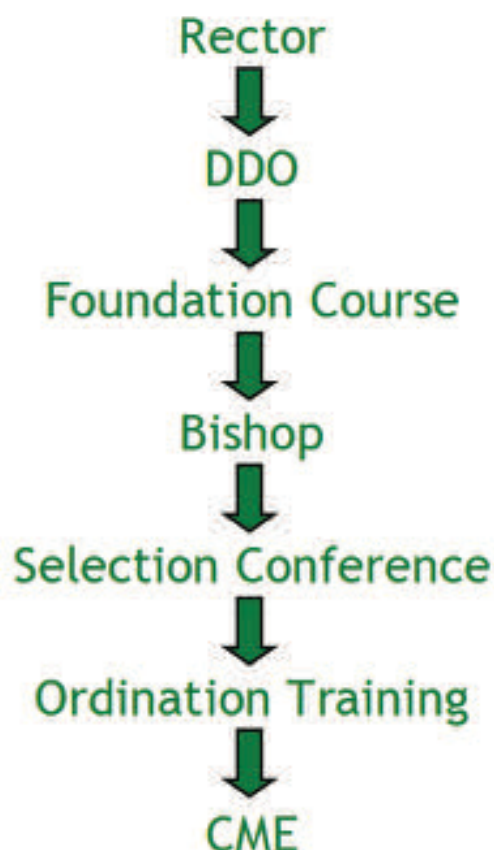 Rector
DDO
Foundation Course
Bishop
Selection Conference
Ordination Training
CME